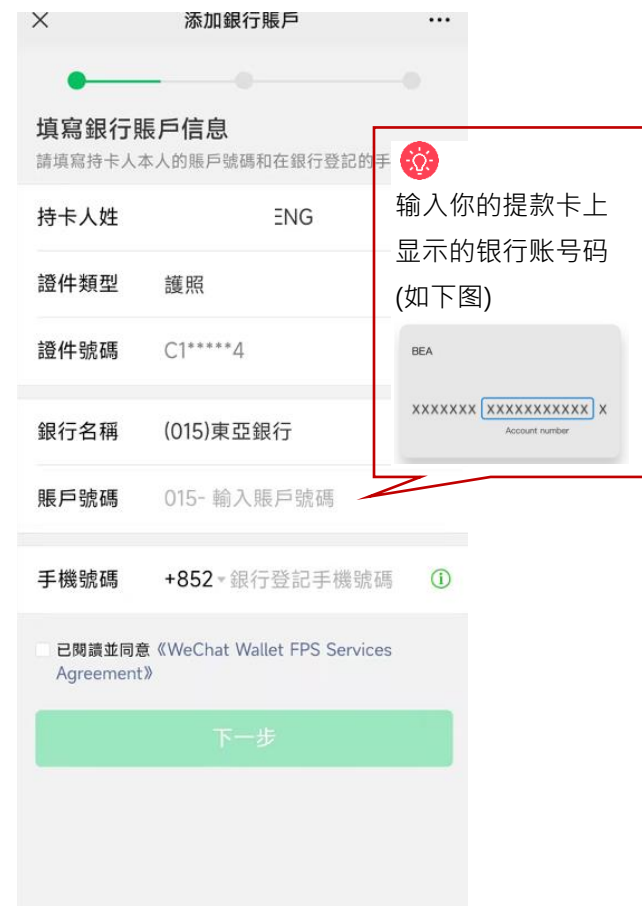 添加銀行賬戶
填寫銀行賬戶信息
請填寫持卡人本人的賬戶號碼和在銀行登記的手
持卡人姓 ENG
證件類型 護照
證件號碼 C1*****4
銀行名稱 (015)東亞銀行
賬戶號碼 015- 輸入賬戶號碼
手機號碼 +852 銀行登記手機號碼
已閱讀並同意《WeChat Wallet FPS Services
Agreement》
下一步
输入你的提款卡上
显示的银行账号码
(如下图)
BEA
XXXXXXX XXXXXXXXXXX X
Account number